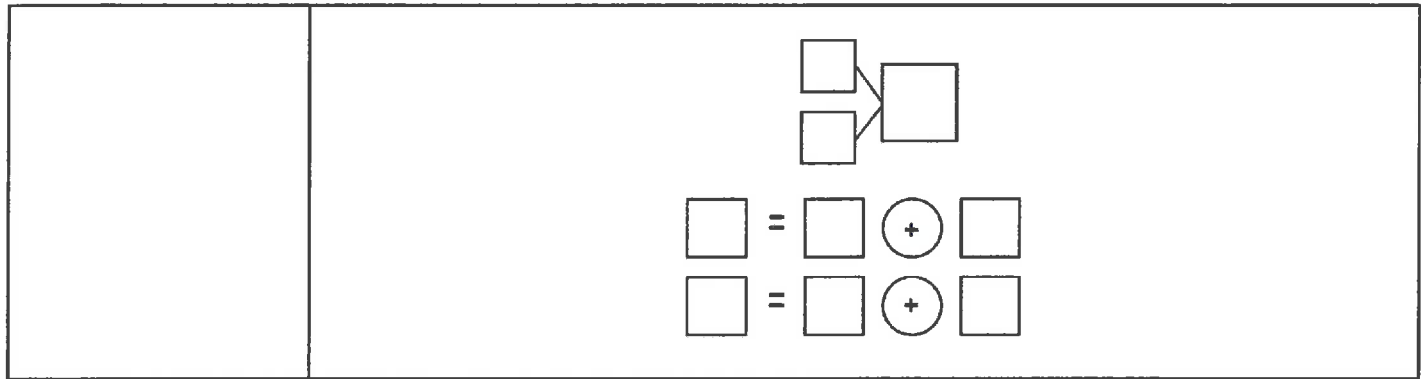 = +
= +